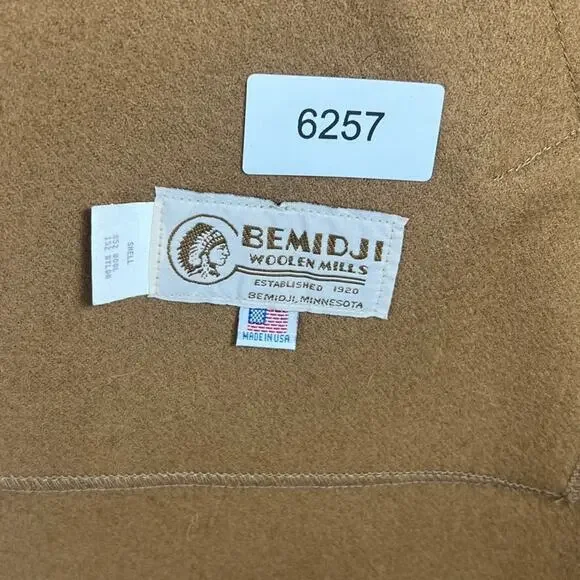 6257
BEMIDJI
WOOLEN MILLS
ESTABLISHED 1920
BEMIDJI, MINNESOTA
SHELL
85% WOOL
15% NYLON
MADE IN USA